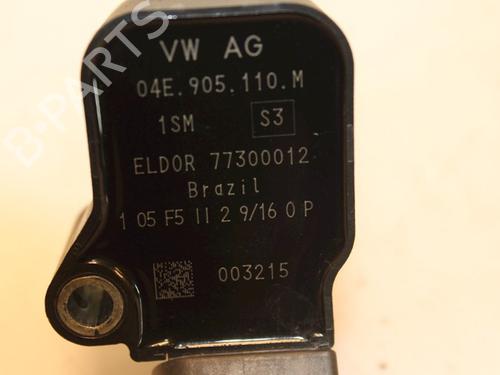 VW AG
04E.905.110.M
1SM S3
ELDOR 77300012
Brazil
1 05 F5 II 2 9/16 0 P
003215
B-PARTS